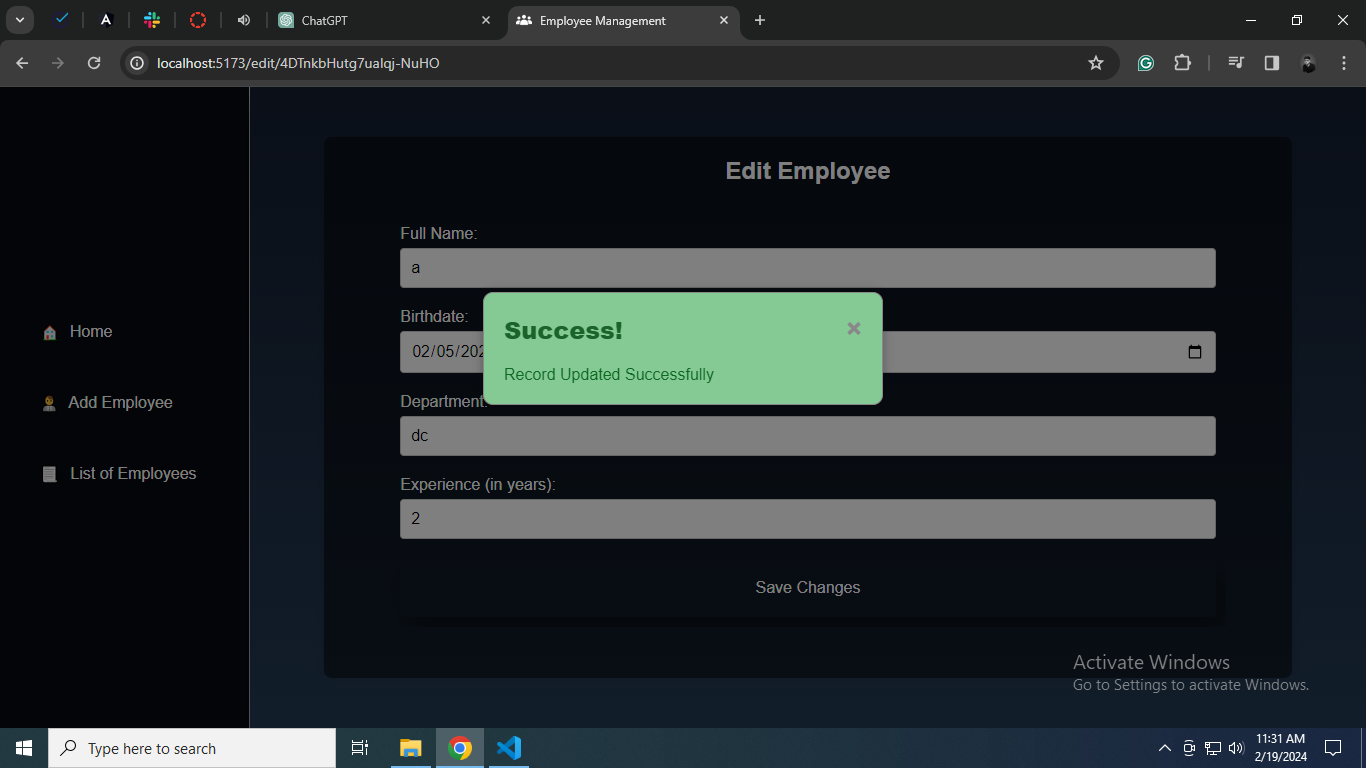 ChatGPT
Employee Management
localhost:5173/edit/4DTnkbHutg7ualqj-NuHO
Edit Employee
Full Name:
a
Birthdate:
Success!
02/05/202
Record Updated Successfully
Department:
dc
Experience (in years):
2
Save Changes
Home
Add Employee
List of Employees
Activate Windows
Go to Settings to activate Windows.
Type here to search
11:31 AM
2/19/2024